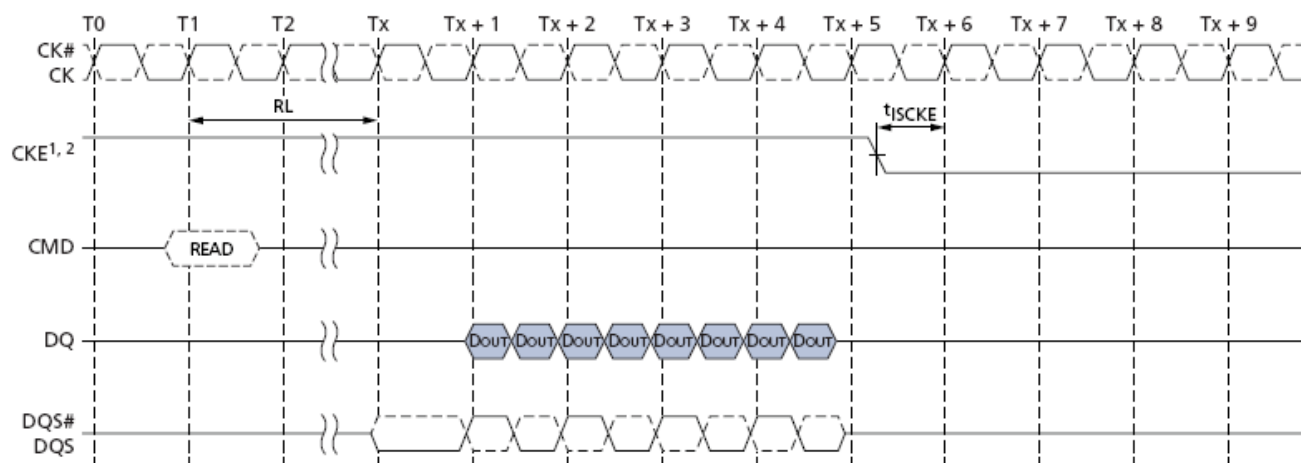 T0 T1 T2 Tx Tx + 1 Tx + 2 Tx + 3 Tx + 4 Tx + 5 Tx + 6 Tx + 7 Tx + 8 Tx + 9
CK#
CK
RL
tISCKE
CKE1, 2
CMD READ
DQ DOUT DOUT DOUT DOUT DOUT DOUT DOUT DOUT
DQS#
DQS